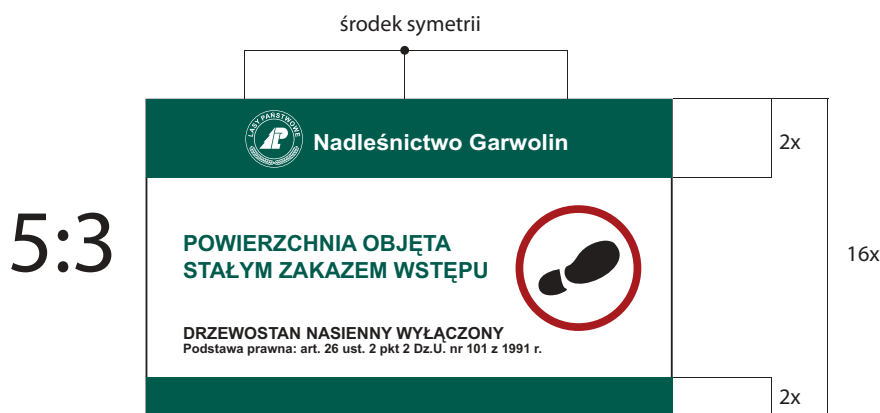 środek symetrii
LASY PAŃSTWOWE
Nadleśnictwo Garwolin
2x
5:3
POWIERZCHNIA OBJĘTA
STAŁYM ZAKAZEM WSTĘPU
16x
DRZEWOSTAN NASIENNY WYŁĄCZONY
Podstawa prawna: art. 26 ust. 2 pkt 2 Dz.U. nr 101 z 1991 r.
2x